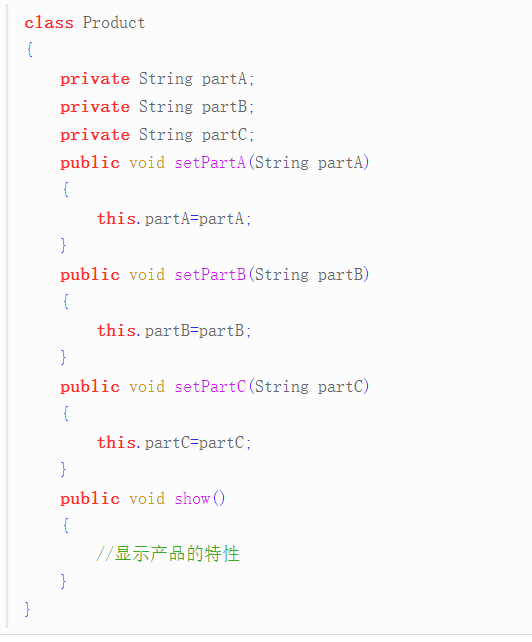 class Product
{
    private String partA;
    private String partB;
    private String partC;
    public void setPartA(String partA)
    {
        this.partA=partA;
    }
    public void setPartB(String partB)
    {
        this.partB=partB;
    }
    public void setPartC(String partC)
    {
        this.partC=partC;
    }
    public void show()
    {
        //显示产品的特性
    }
}